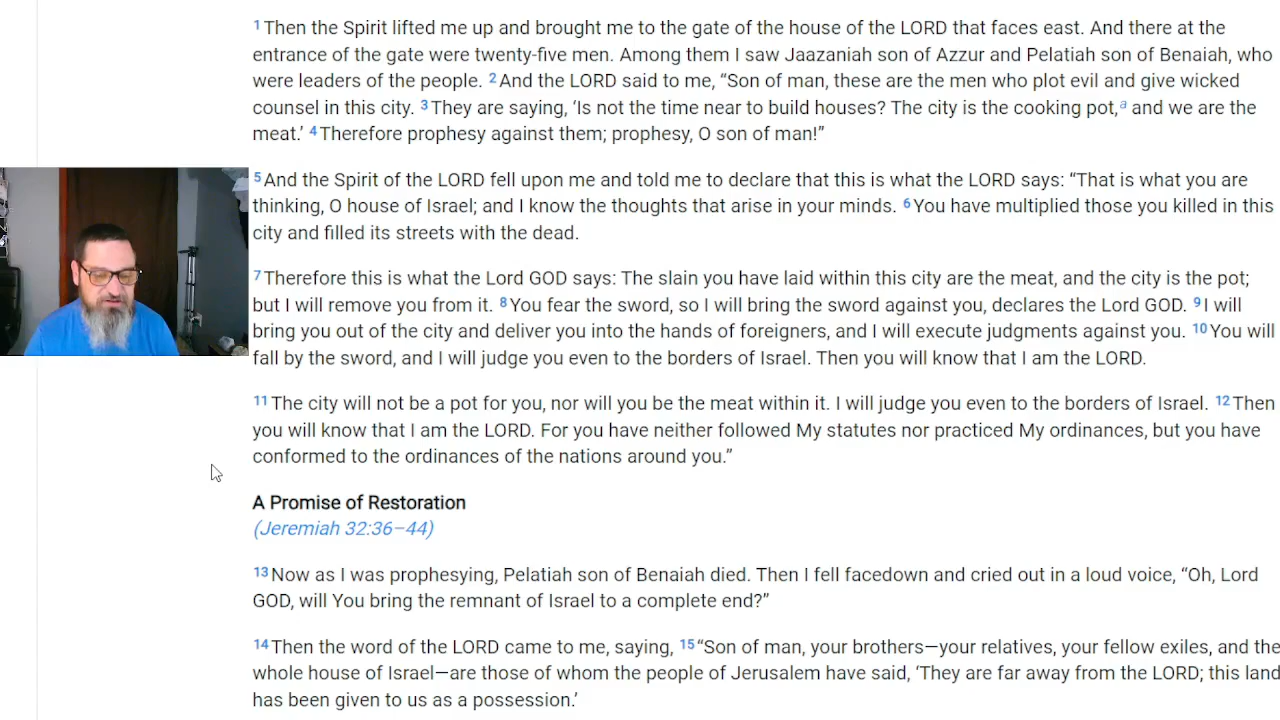 1 Then the Spirit lifted me up and brought me to the gate of the house of the LORD that faces east. And there at the
entrance of the gate were twenty-five men. Among them I saw Jaazaniah son of Azzur and Pelatiah son of Benaiah, who
were leaders of the people. 2 And the LORD said to me, “Son of man, these are the men who plot evil and give wicked
counsel in this city. 3 They are saying, ‘Is not the time near to build houses? The city is the cooking pot,a and we are the
meat.’ 4 Therefore prophesy against them; prophesy, O son of man!”
5 And the Spirit of the LORD fell upon me and told me to declare that this is what the LORD says: “That is what you are
thinking, O house of Israel; and I know the thoughts that arise in your minds. 6 You have multiplied those you killed in this
city and filled its streets with the dead.
7 Therefore this is what the Lord GOD says: The slain you have laid within this city are the meat, and the city is the pot;
but I will remove you from it. 8 You fear the sword, so I will bring the sword against you, declares the Lord GOD. 9 I will
bring you out of the city and deliver you into the hands of foreigners, and I will execute judgments against you. 10 You will
fall by the sword, and I will judge you even to the borders of Israel. Then you will know that I am the LORD.
11 The city will not be a pot for you, nor will you be the meat within it. I will judge you even to the borders of Israel. 12 Then
you will know that I am the LORD. For you have neither followed My statutes nor practiced My ordinances, but you have
conformed to the ordinances of the nations around you.”
A Promise of Restoration
(Jeremiah 32:36–44)
13 Now as I was prophesying, Pelatiah son of Benaiah died. Then I fell facedown and cried out in a loud voice, “Oh, Lord
GOD, will You bring the remnant of Israel to a complete end?”
14 Then the word of the LORD came to me, saying, 15 “Son of man, your brothers—your relatives, your fellow exiles, and the
whole house of Israel—are those of whom the people of Jerusalem have said, ‘They are far away from the LORD; this land
has been given to us as a possession.’